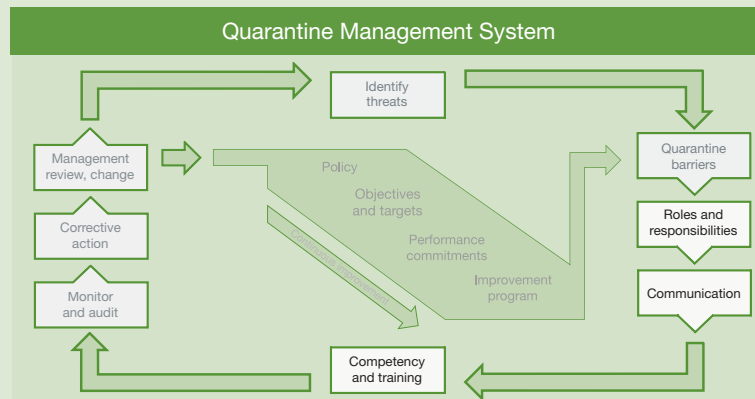 Quarantine Management System
Identify
threats
Management
review, change
Quarantine
barriers
Policy
Objectives
and targets
Roles and
responsibilities
Corrective
action
Performance
commitments
Continuous improvement
Improvement
program
Communication
Monitor
and audit
Competency
and training